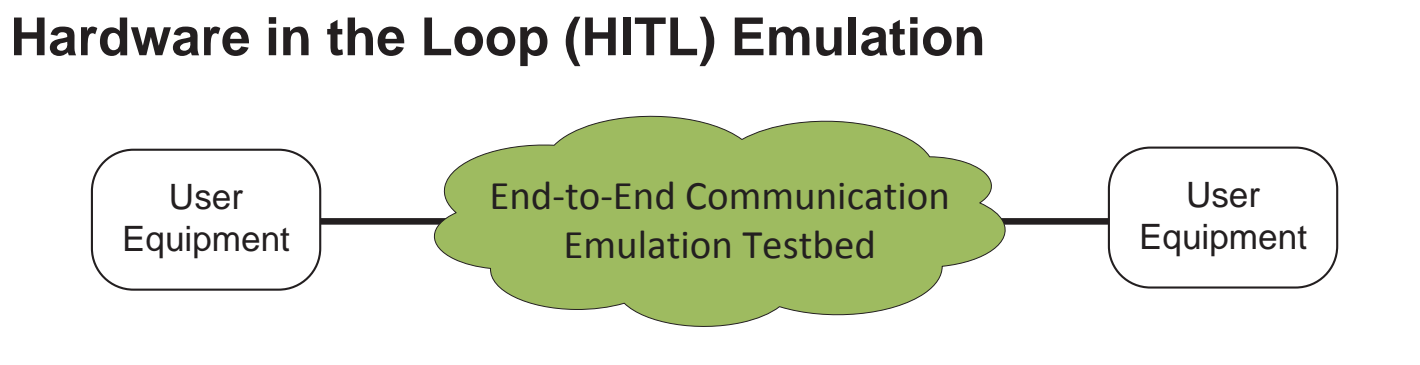 Hardware in the Loop (HITL) Emulation
User
Equipment
End-to-End Communication
Emulation Testbed
User
Equipment